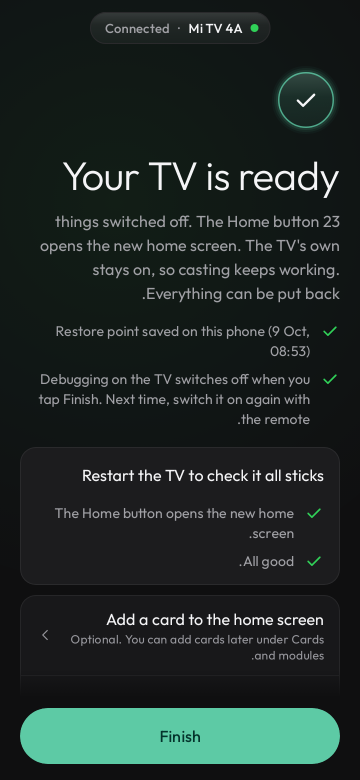 Connected · Mi TV 4A
Your TV is ready
things switched off. The Home button 23
opens the new home screen. The TV's own
stays on, so casting keeps working.
.Everything can be put back
Restore point saved on this phone (9 Oct,
08:53)
Debugging on the TV switches off when you
tap Finish. Next time, switch it on again with
.the remote
Restart the TV to check it all sticks
The Home button opens the new home
.screen
.All good
Add a card to the home screen
Optional. You can add cards later under Cards
.and modules
Finish